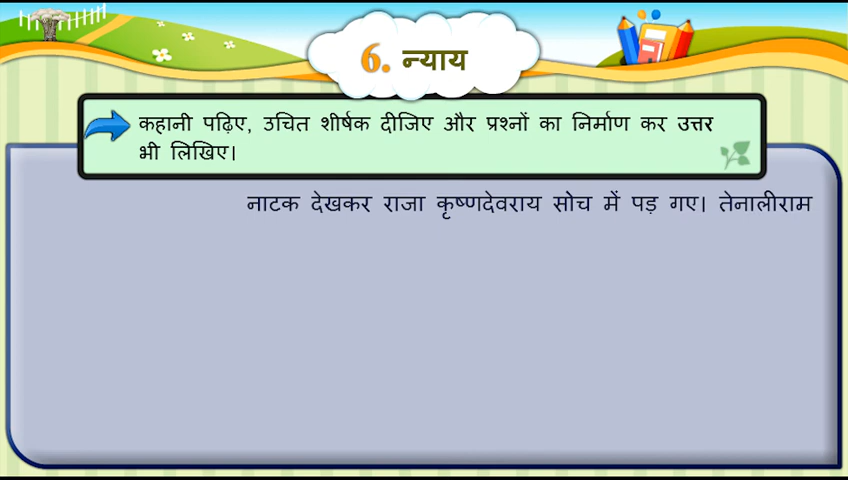 6. न्याय
कहानी पढ़िए, उचित शीर्षक दीजिए और प्रश्नों का निर्माण कर उत्तर
भी लिखिए।
नाटक देखकर राजा कृष्णदेवराय सोच में पड़ गए। तेनालीराम